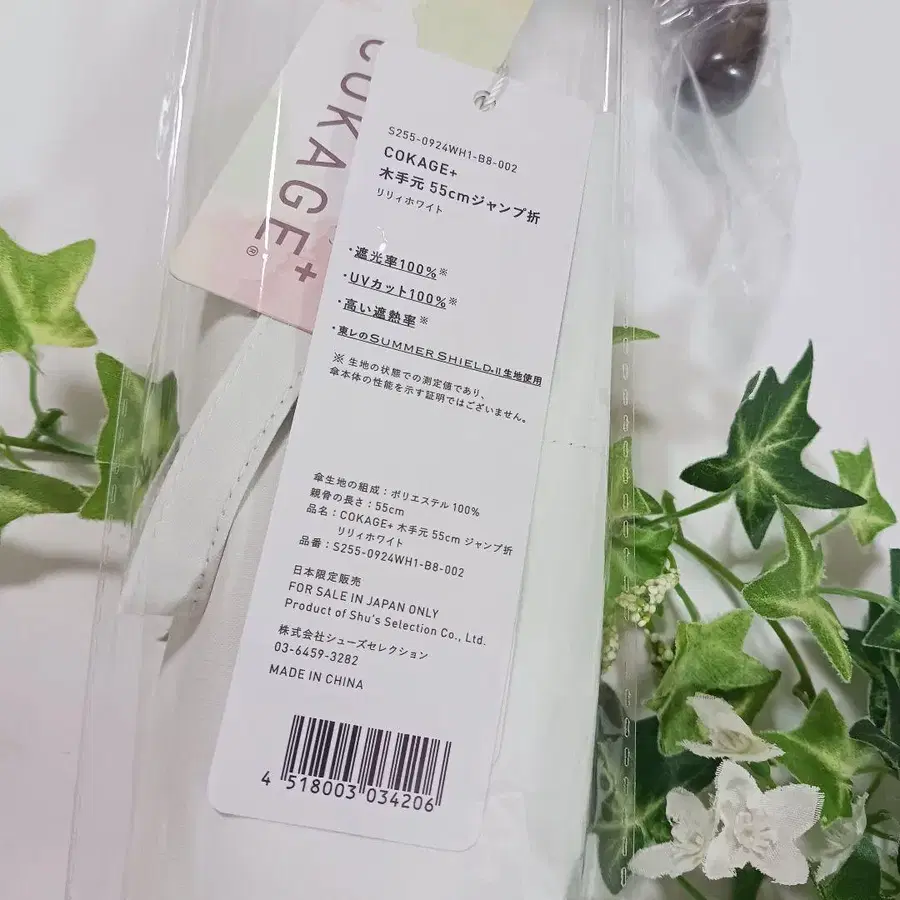 COKAGE+®
S255-0924WH1-B8-002
COKAGE+
木手元 55cmジャンプ折
リリィホワイト
・遮光率100%※
・UVカット100%※
・高い遮熱率※
・東レのSUMMER SHIELD®II生地使用
※ 生地の状態での測定値であり、
傘本体の性能を示す証明ではございません。
傘生地の組成：ポリエステル 100%
親骨の長さ：55cm
品名：COKAGE+ 木手元 55cm ジャンプ折
リリィホワイト
品番：S255-0924WH1-B8-002
日本限定販売
FOR SALE IN JAPAN ONLY
Product of Shu's Selection Co., Ltd.
株式会社シューズセレクション
03-6459-3282
MADE IN CHINA
4 518003 034206